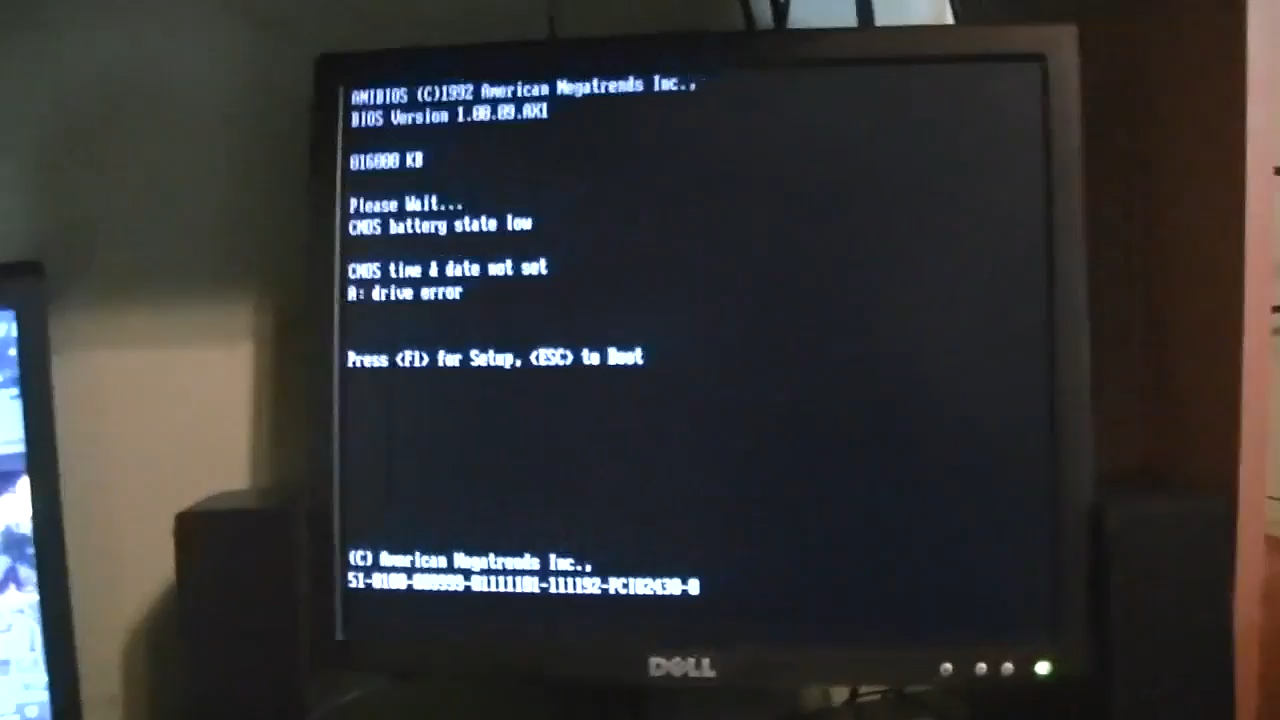 AMIBIOS (C)1992 American Megatrends Inc.,
BIOS Version 1.00.09.AX1
016000 KB
Please Wait...
CMOS battery state low
CMOS time & date not set
A: drive error
Press <F1> for Setup, <ESC> to Boot
(C) American Megatrends Inc.,
DELL